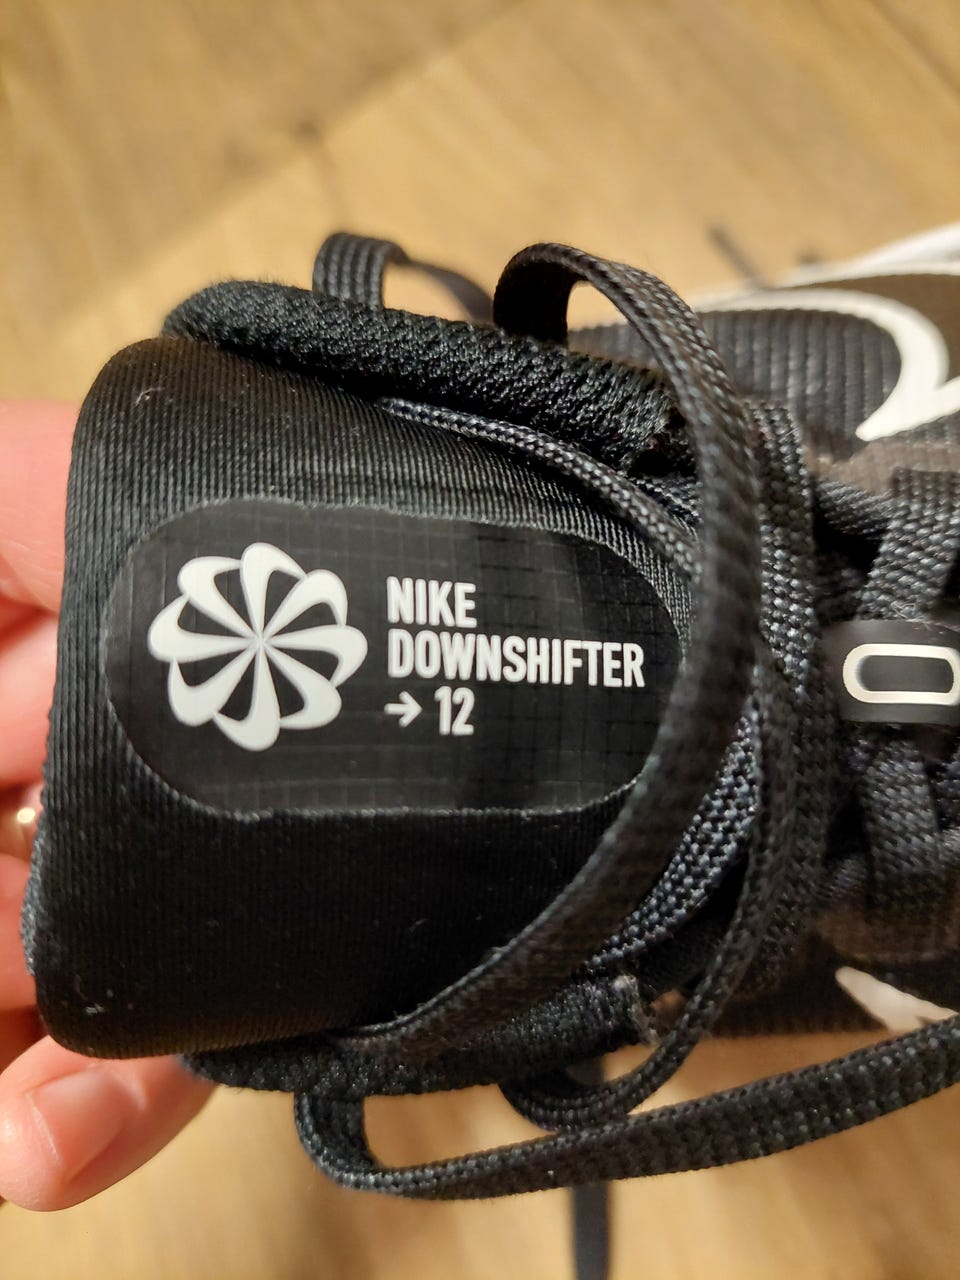 NIKE
DOWNSHIFTER
→ 12